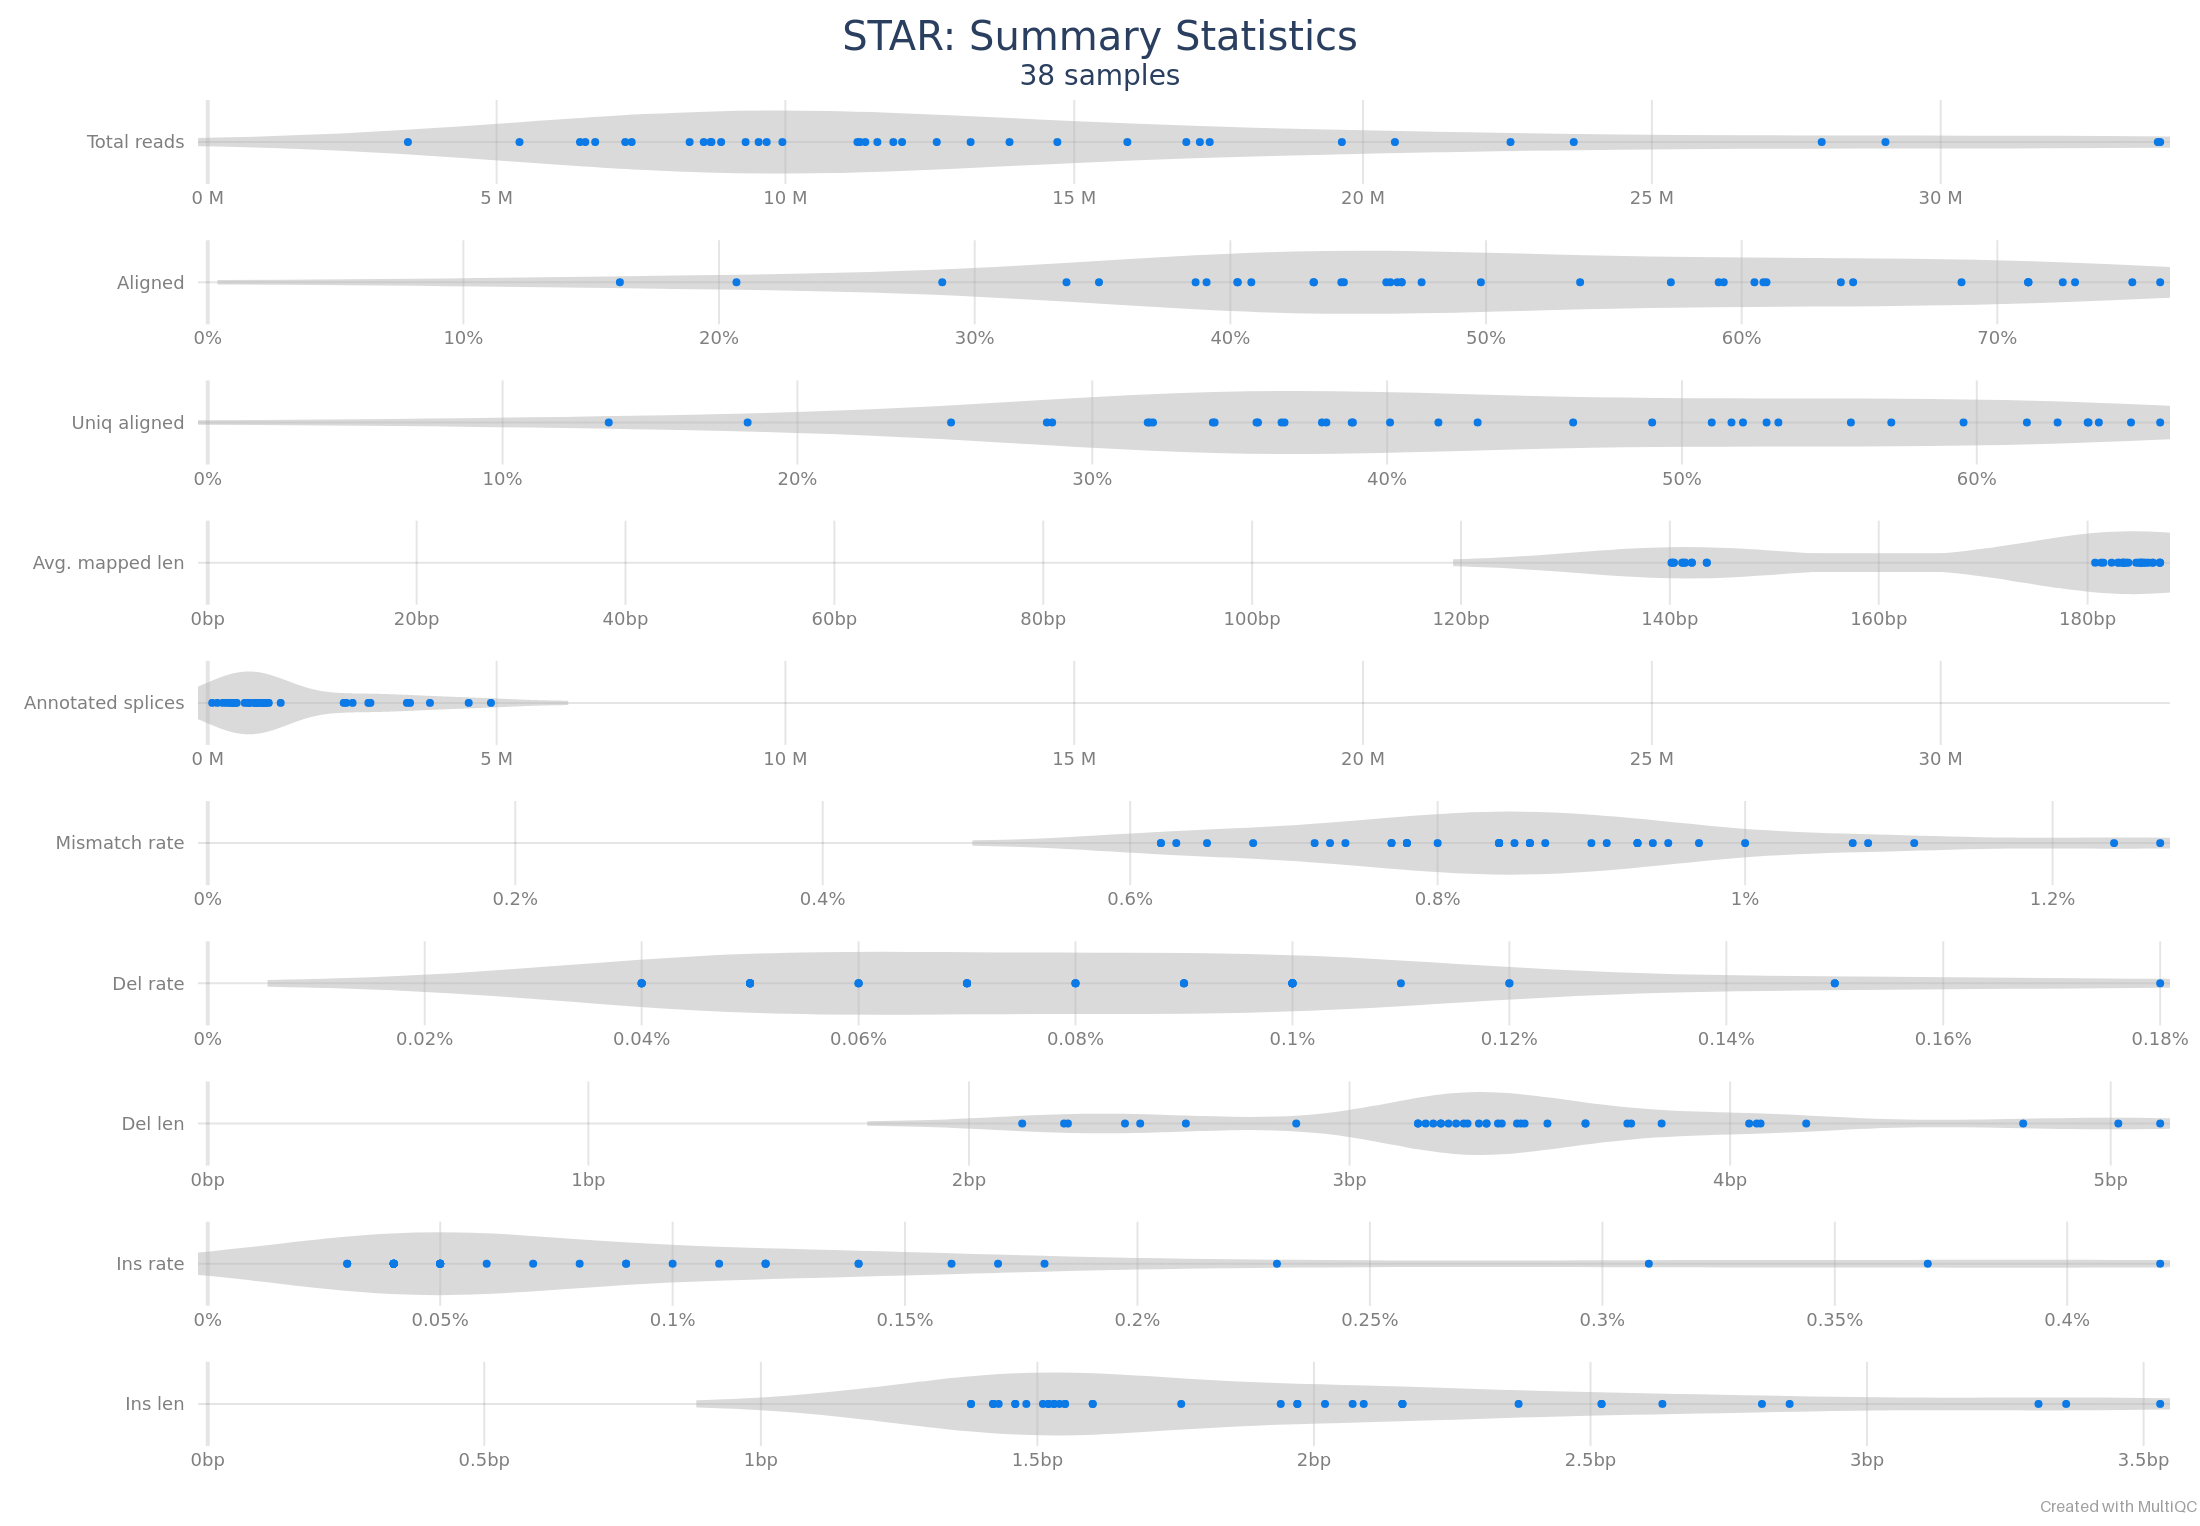 STAR: Summary Statistics
38 samples
Total reads
0 M 5 M 10 M 15 M 20 M 25 M 30 M
Aligned
0% 10% 20% 30% 40% 50% 60% 70%
Uniq aligned
0% 10% 20% 30% 40% 50% 60%
Avg. mapped len
0bp 20bp 40bp 60bp 80bp 100bp 120bp 140bp 160bp 180bp
Annotated splices
0 M 5 M 10 M 15 M 20 M 25 M 30 M
Mismatch rate
0% 0.2% 0.4% 0.6% 0.8% 1% 1.2%
Del rate
0% 0.02% 0.04% 0.06% 0.08% 0.1% 0.12% 0.14% 0.16% 0.18%
Del len
0bp 1bp 2bp 3bp 4bp 5bp
Ins rate
0% 0.05% 0.1% 0.15% 0.2% 0.25% 0.3% 0.35% 0.4%
Ins len
0bp 0.5bp 1bp 1.5bp 2bp 2.5bp 3bp 3.5bp
Created with MultiQC